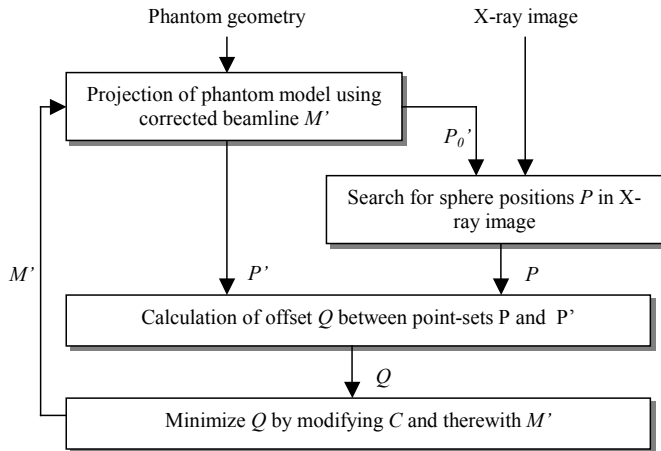 Phantom geometry
X-ray image
Projection of phantom model using
corrected beamline M’
P0’
Search for sphere positions P in X-
ray image
M’
P’
P
Calculation of offset Q between point-sets P and P’
Q
Minimize Q by modifying C and therewith M’